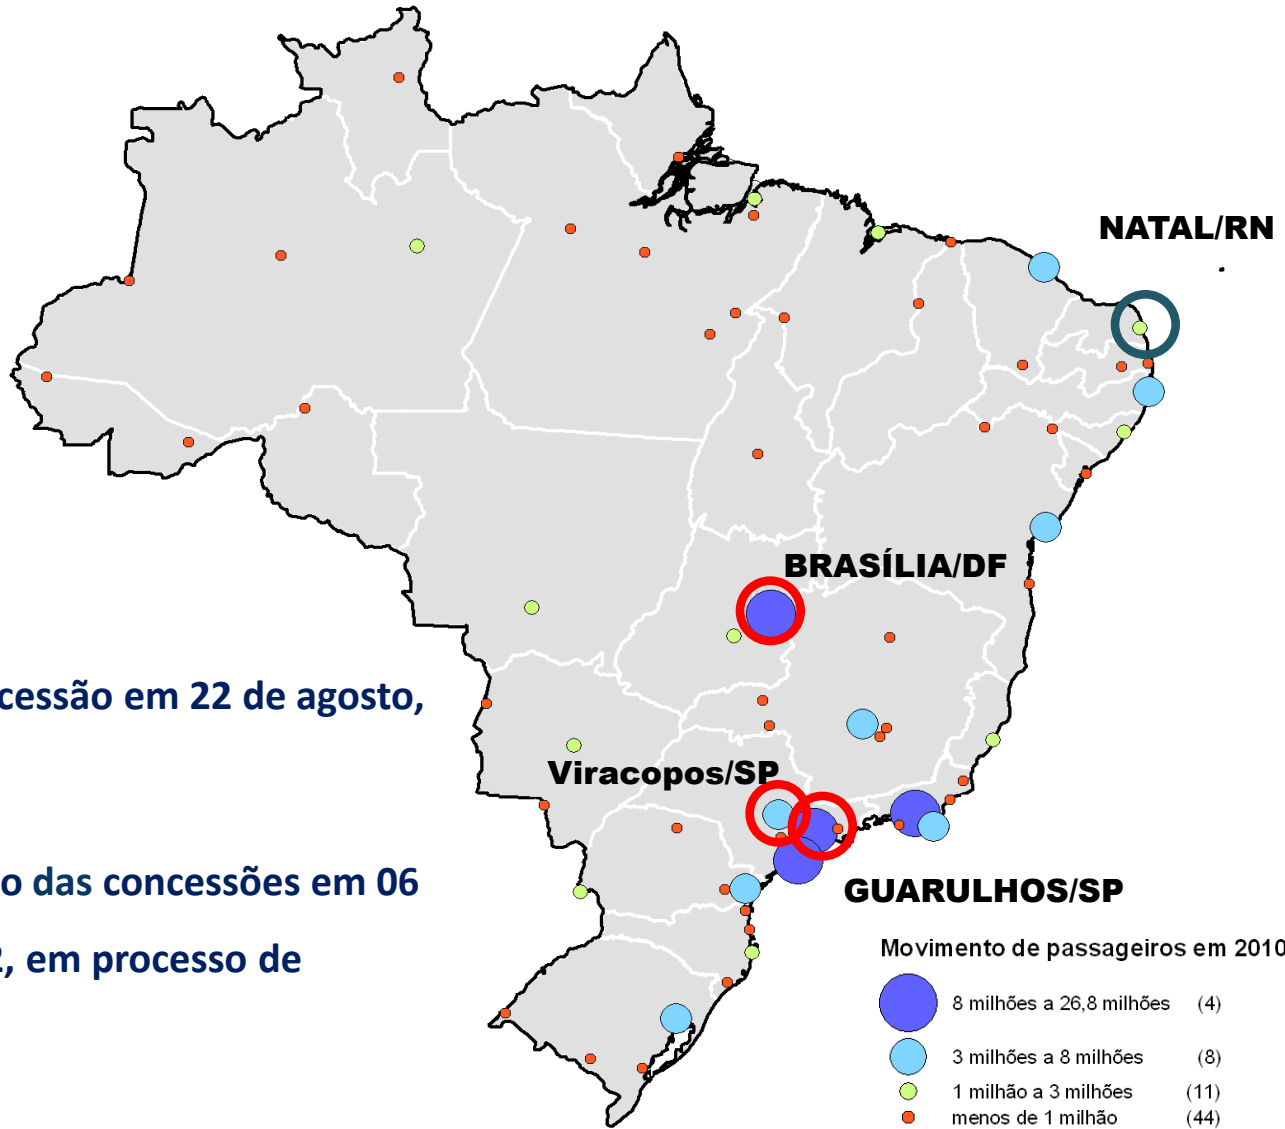 NATAL/RN
BRASÍLIA/DF
cessão em 22 de agosto,
Viracopos/SP
o das concessões em 06
GUARULHOS/SP
2, em processo de
Movimento de passageiros em 2010
8 milhões a 26,8 milhões (4)
3 milhões a 8 milhões (8)
1 milhão a 3 milhões (11)
menos de 1 milhão (44)